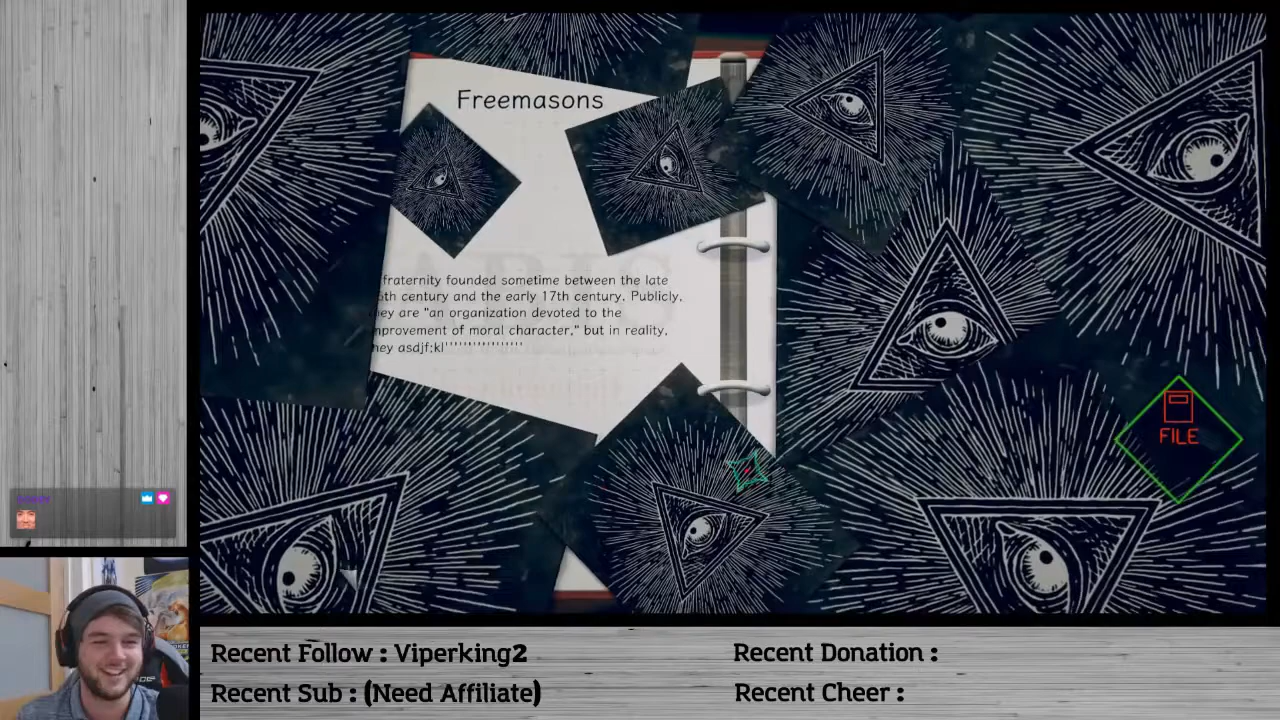 Freemasons
fraternity founded sometime between the late
6th century and the early 17th century. Publicly,
ey are "an organization devoted to the
provement of moral character," but in reality,
hey asdjf;kl''''''''''''''''''
FILE
Recent Follow : Viperking2
Recent Donation :
Recent Sub : (Need Affiliate)
Recent Cheer :